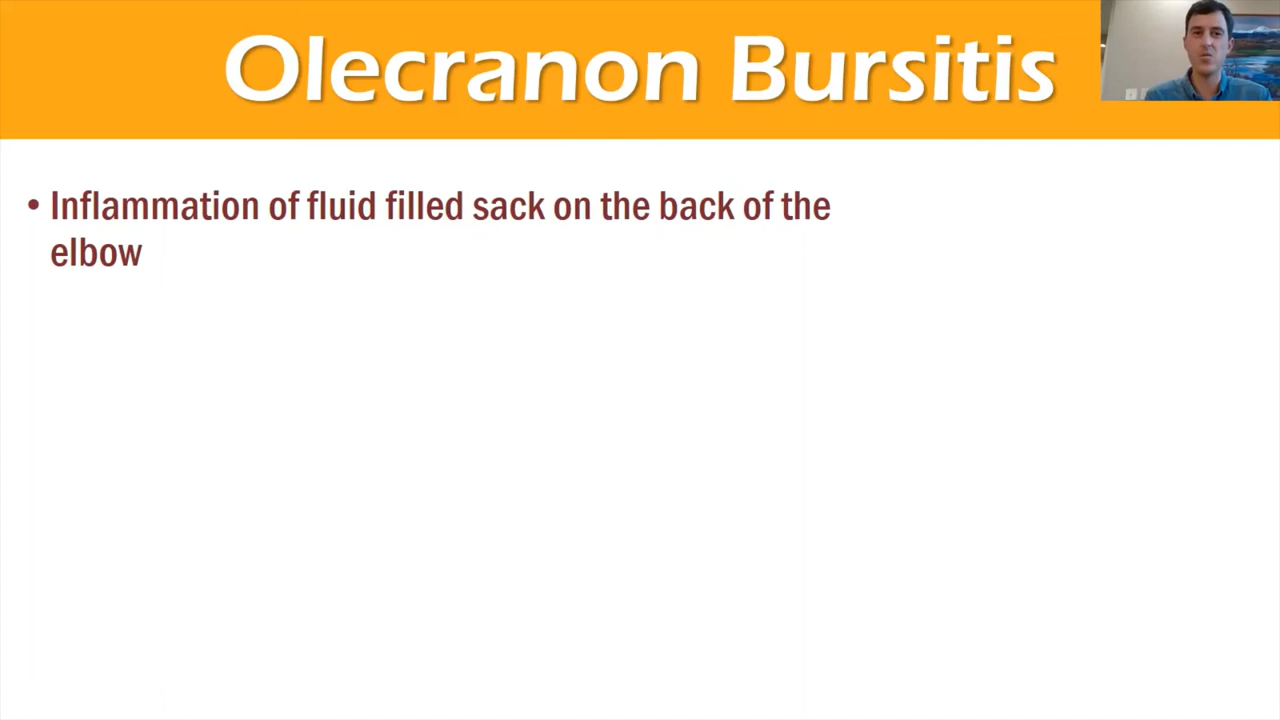 Olecranon Bursitis
• Inflammation of fluid filled sack on the back of the
elbow